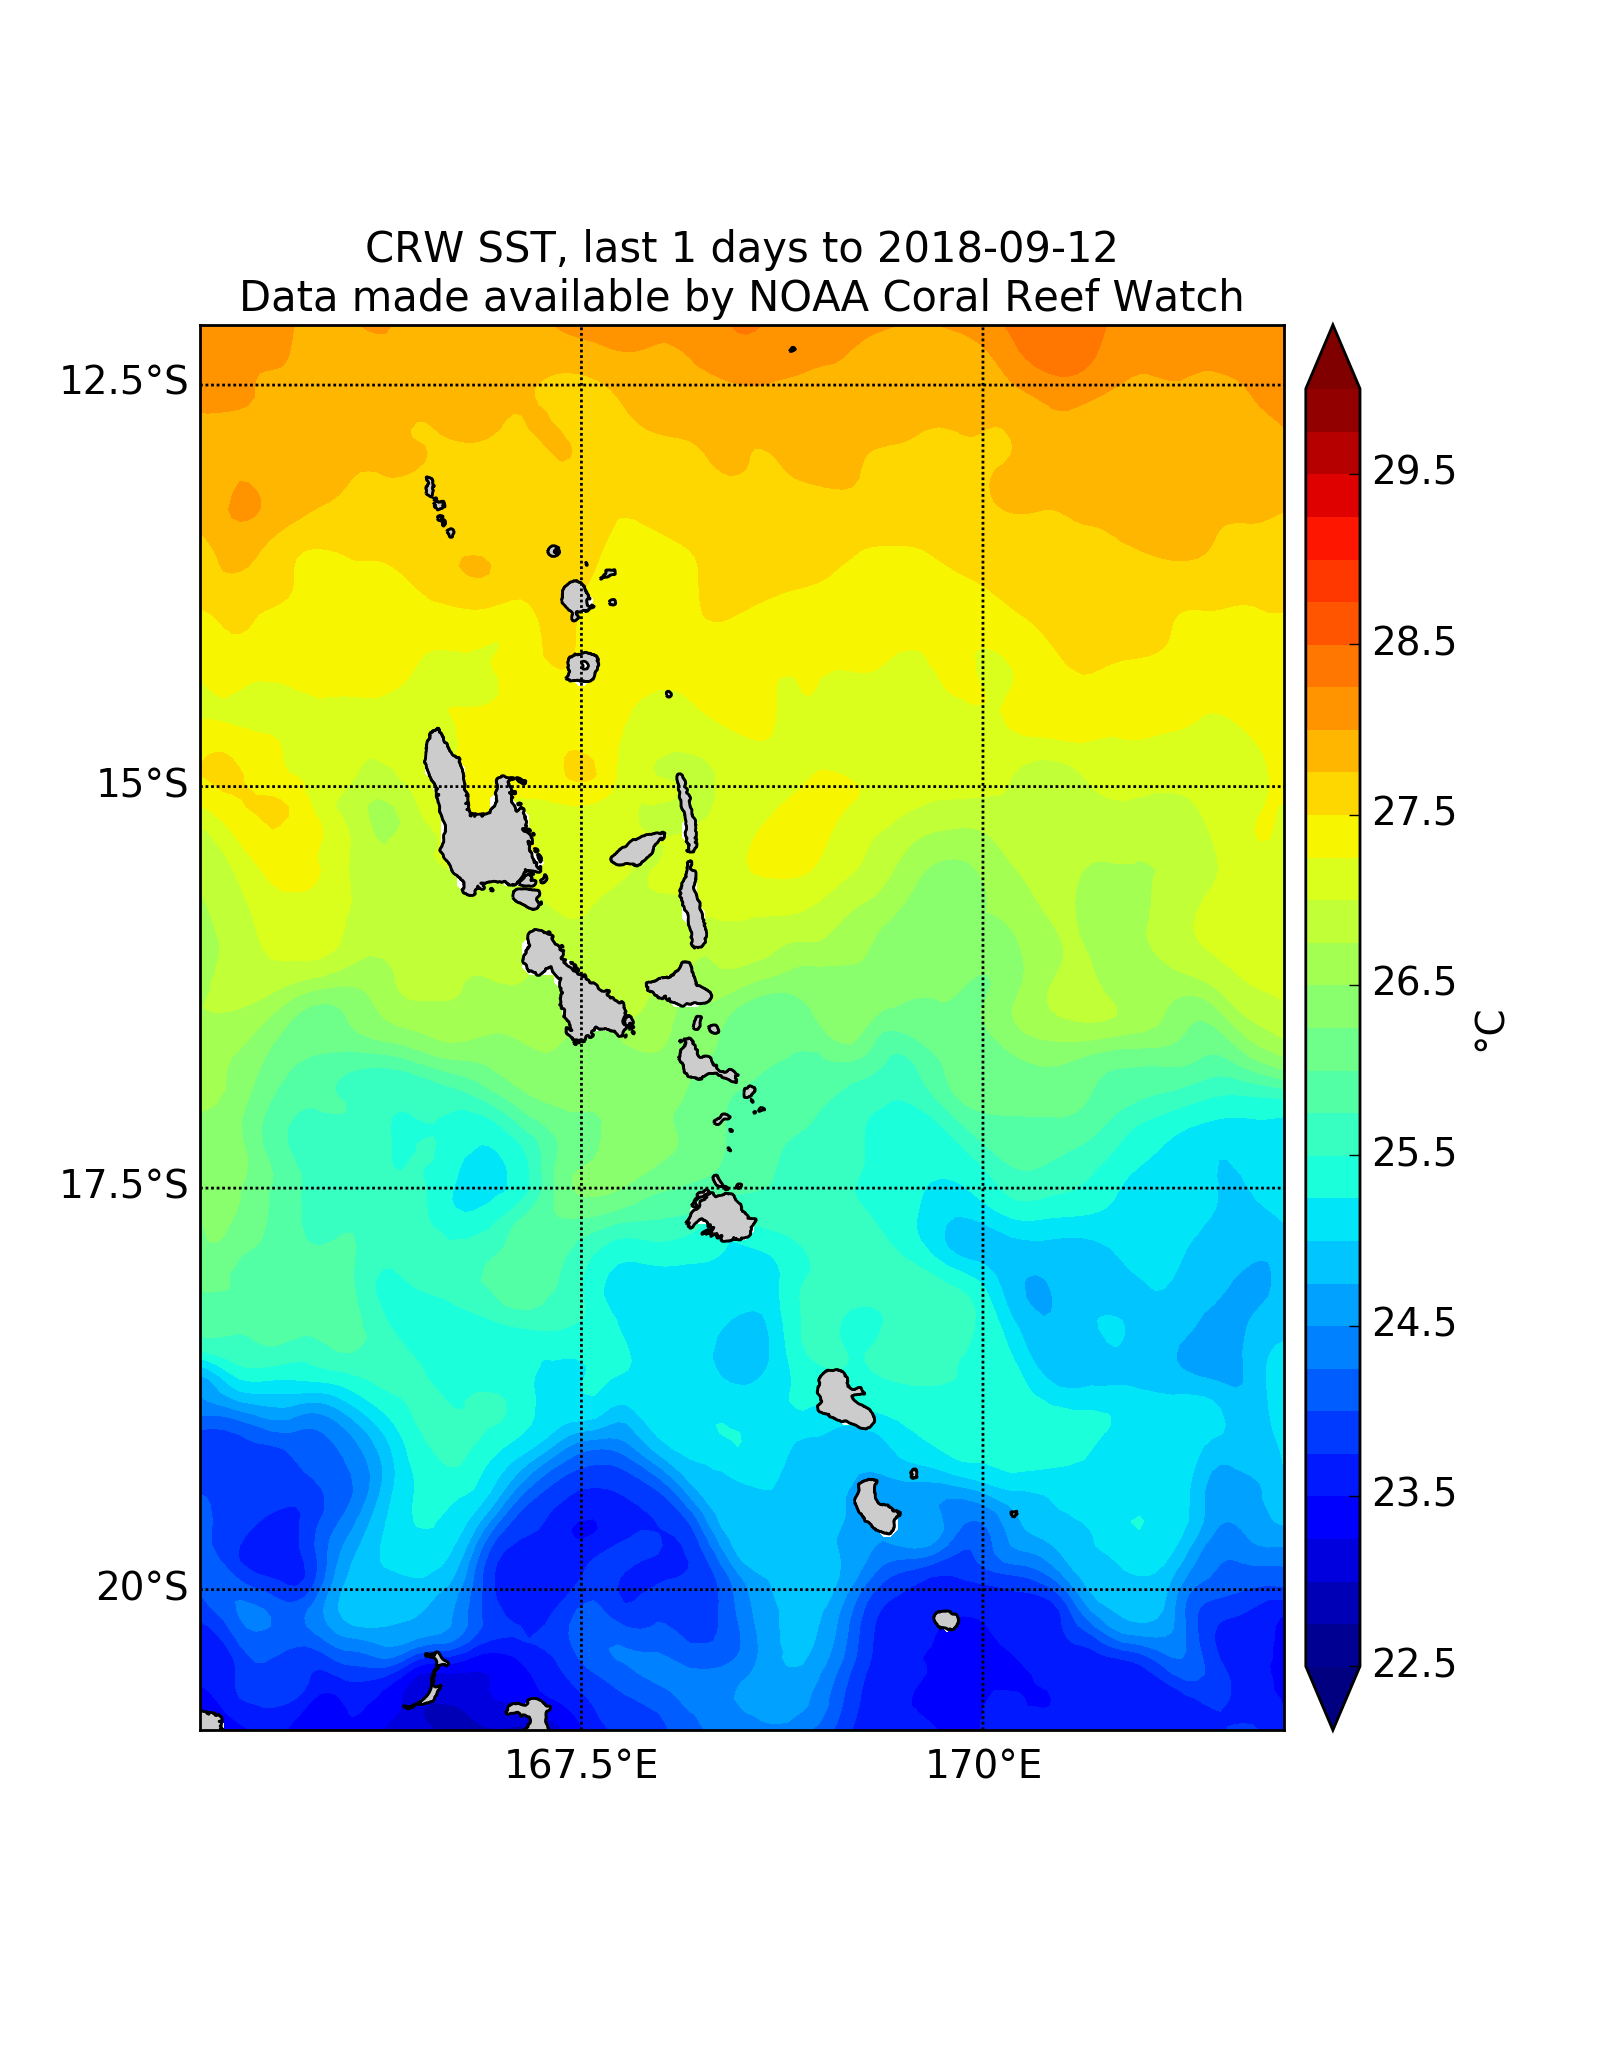 CRW SST, last 1 days to 2018-09-12
Data made available by NOAA Coral Reef Watch
12.5°S
15°S
17.5°S
20°S
167.5°E
170°E
29.5
28.5
27.5
26.5
25.5
24.5
23.5
22.5
°C